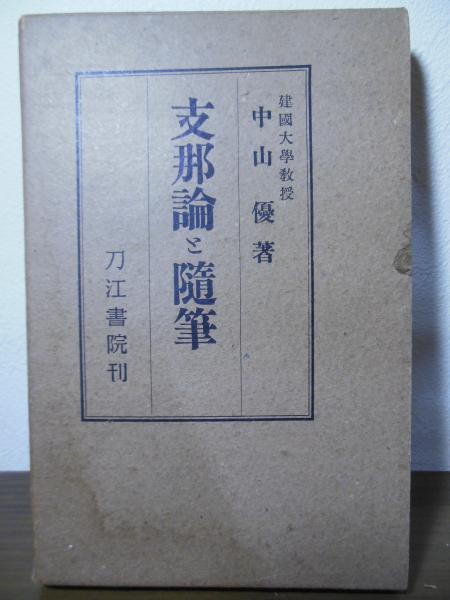 建國大學教授
中山優著
支那論と隨筆
刀江書院刊